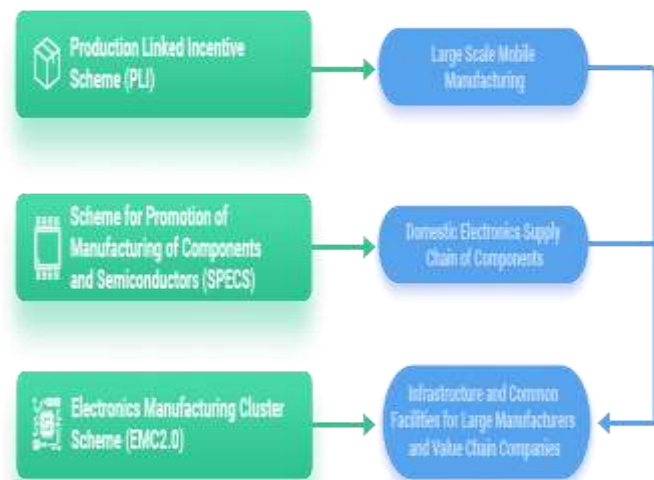 Production Linked Incentive
Scheme (PLI)
Large Scale Mobile
Manufacturing
Scheme for Promotion of
Manufacturing of Components
and Semiconductors (SPECS)
Domestic Electronics Supply
Chain of Components
Electronics Manufacturing Cluster
Scheme (EMC2.0)
Infrastructure and Common
Facilities for Large Manufacturers
and Value Chain Companies